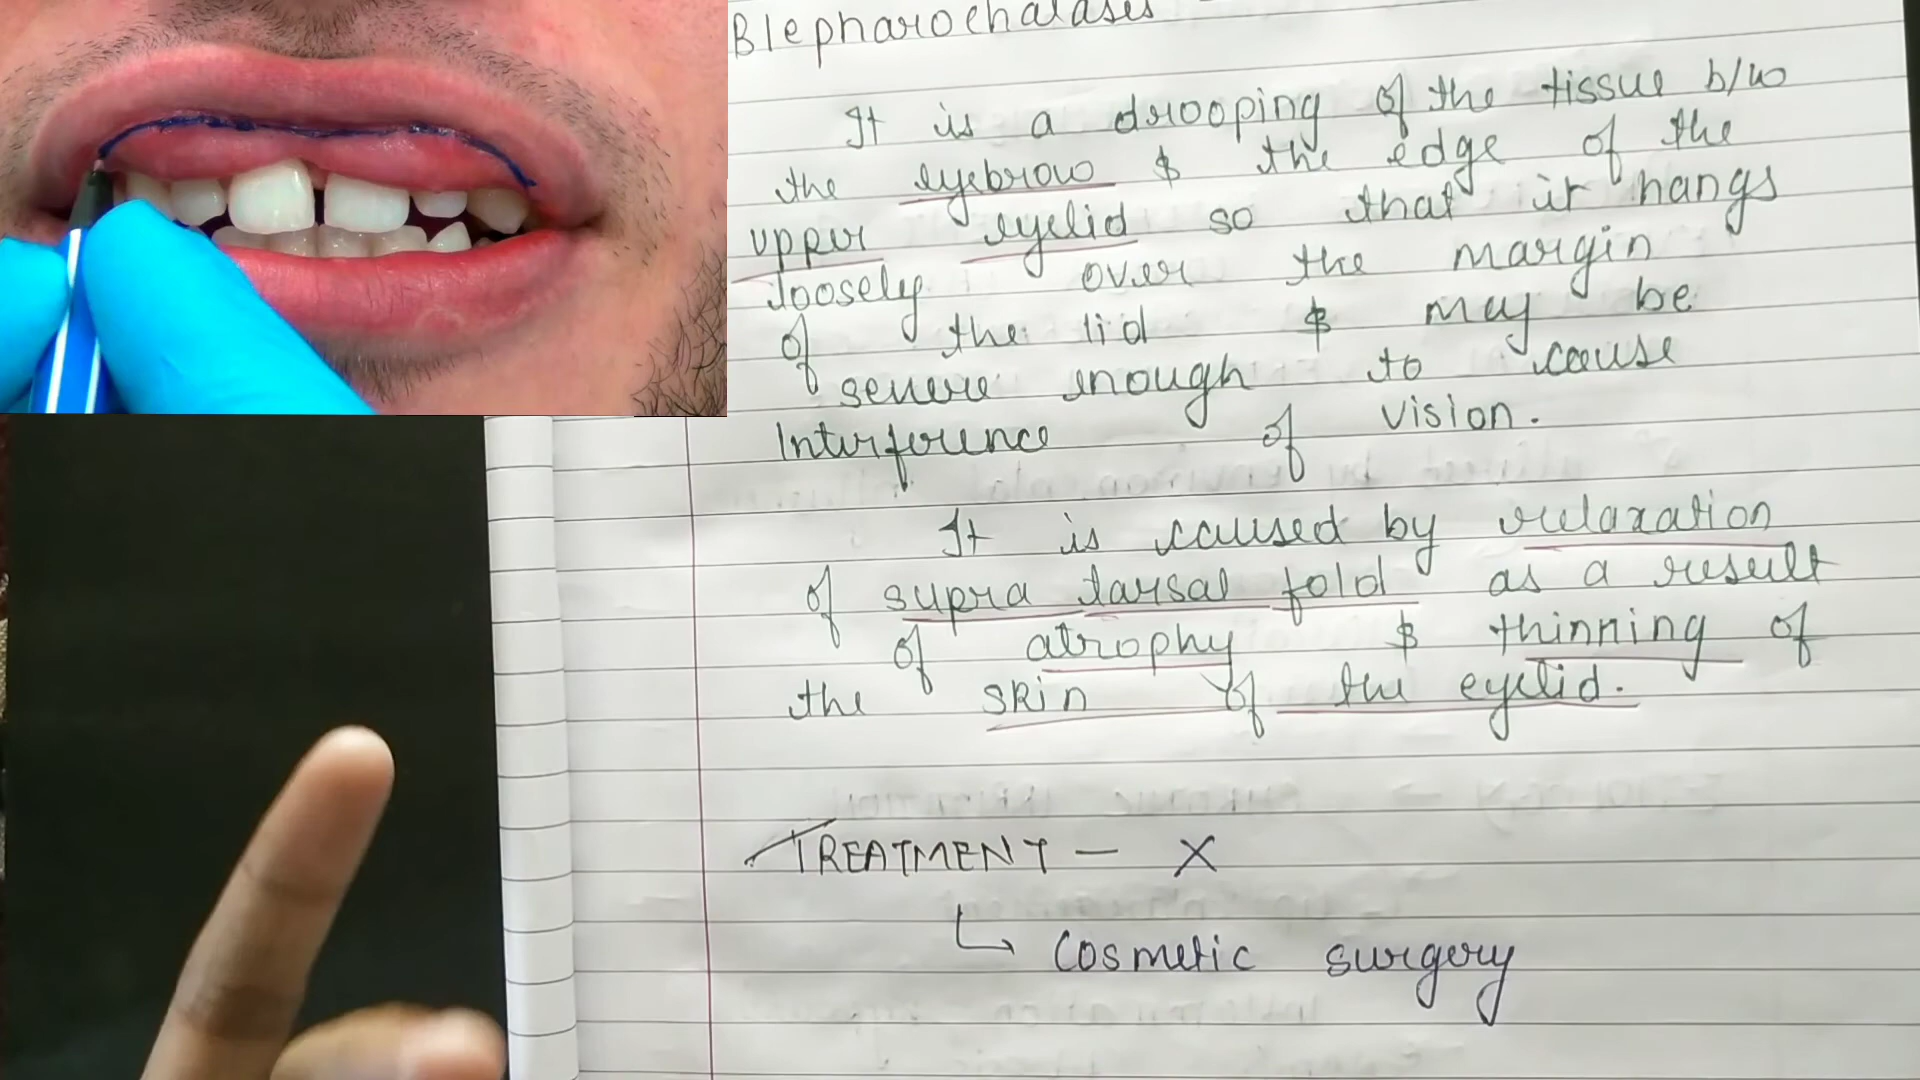 Blepharochalasis
It is a drooping of the tissue b/w
the eyebrow & the edge of the
upper eyelid so that it hangs
loosely over the margin
of the lid & may be
severe enough to cause
Interference of vision.
It is caused by relaxation
of supra tarsal fold as a result
of atrophy & thinning of
the skin of the eyelid.
TREATMENT - X
↳ cosmetic surgery